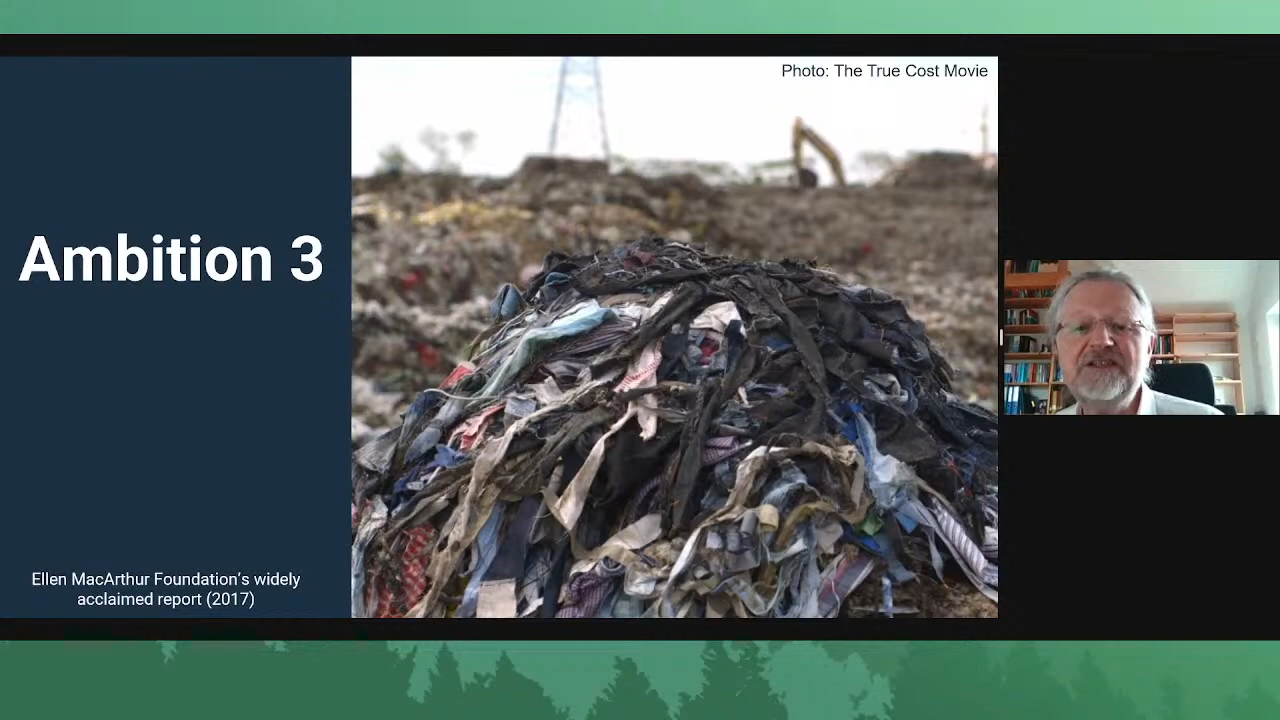 Photo: The True Cost Movie
Ambition 3
Ellen MacArthur Foundation’s widely
acclaimed report (2017)